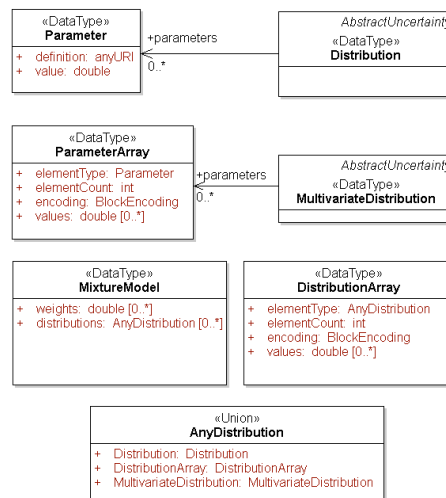 «DataType»
Parameter
+ definition: anyURI
+ value: double
+parameters
0..*
AbstractUncertainty
«DataType»
Distribution
«DataType»
ParameterArray
+ elementType: Parameter
+ elementCount: int
+ encoding: BlockEncoding
+ values: double [0..*]
+parameters
0..*
AbstractUncertainty
«DataType»
MultivariateDistribution
«DataType»
MixtureModel
+ weights: double [0..*]
+ distributions: AnyDistribution [0..*]
«DataType»
DistributionArray
+ elementType: AnyDistribution
+ elementCount: int
+ encoding: BlockEncoding
+ values: double [0..*]
«Union»
AnyDistribution
+ Distribution: Distribution
+ DistributionArray: DistributionArray
+ MultivariateDistribution: MultivariateDistribution